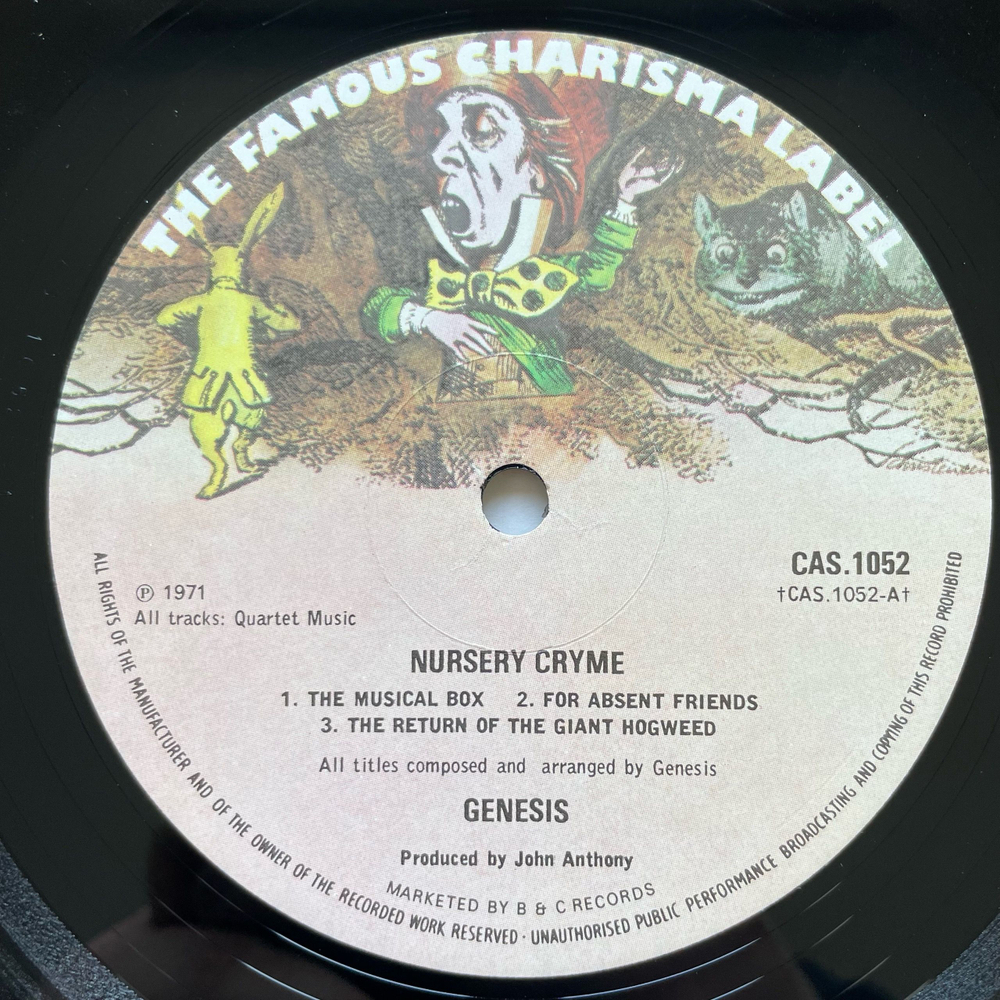 THE FAMOUS CHARISMA LABEL
Christensen
CAS.1052
℗ 1971
†CAS.1052-A†
All tracks: Quartet Music
NURSERY CRYME
1. THE MUSICAL BOX 2. FOR ABSENT FRIENDS
3. THE RETURN OF THE GIANT HOGWEED
All titles composed and arranged by Genesis
GENESIS
Produced by John Anthony
MARKETED BY B & C RECORDS
ALL RIGHTS OF THE MANUFACTURER AND OF THE OWNER OF THE RECORDED WORK RESERVED · UNAUTHORISED PUBLIC PERFORMANCE BROADCASTING AND COPYING OF THIS RECORD PROHIBITED